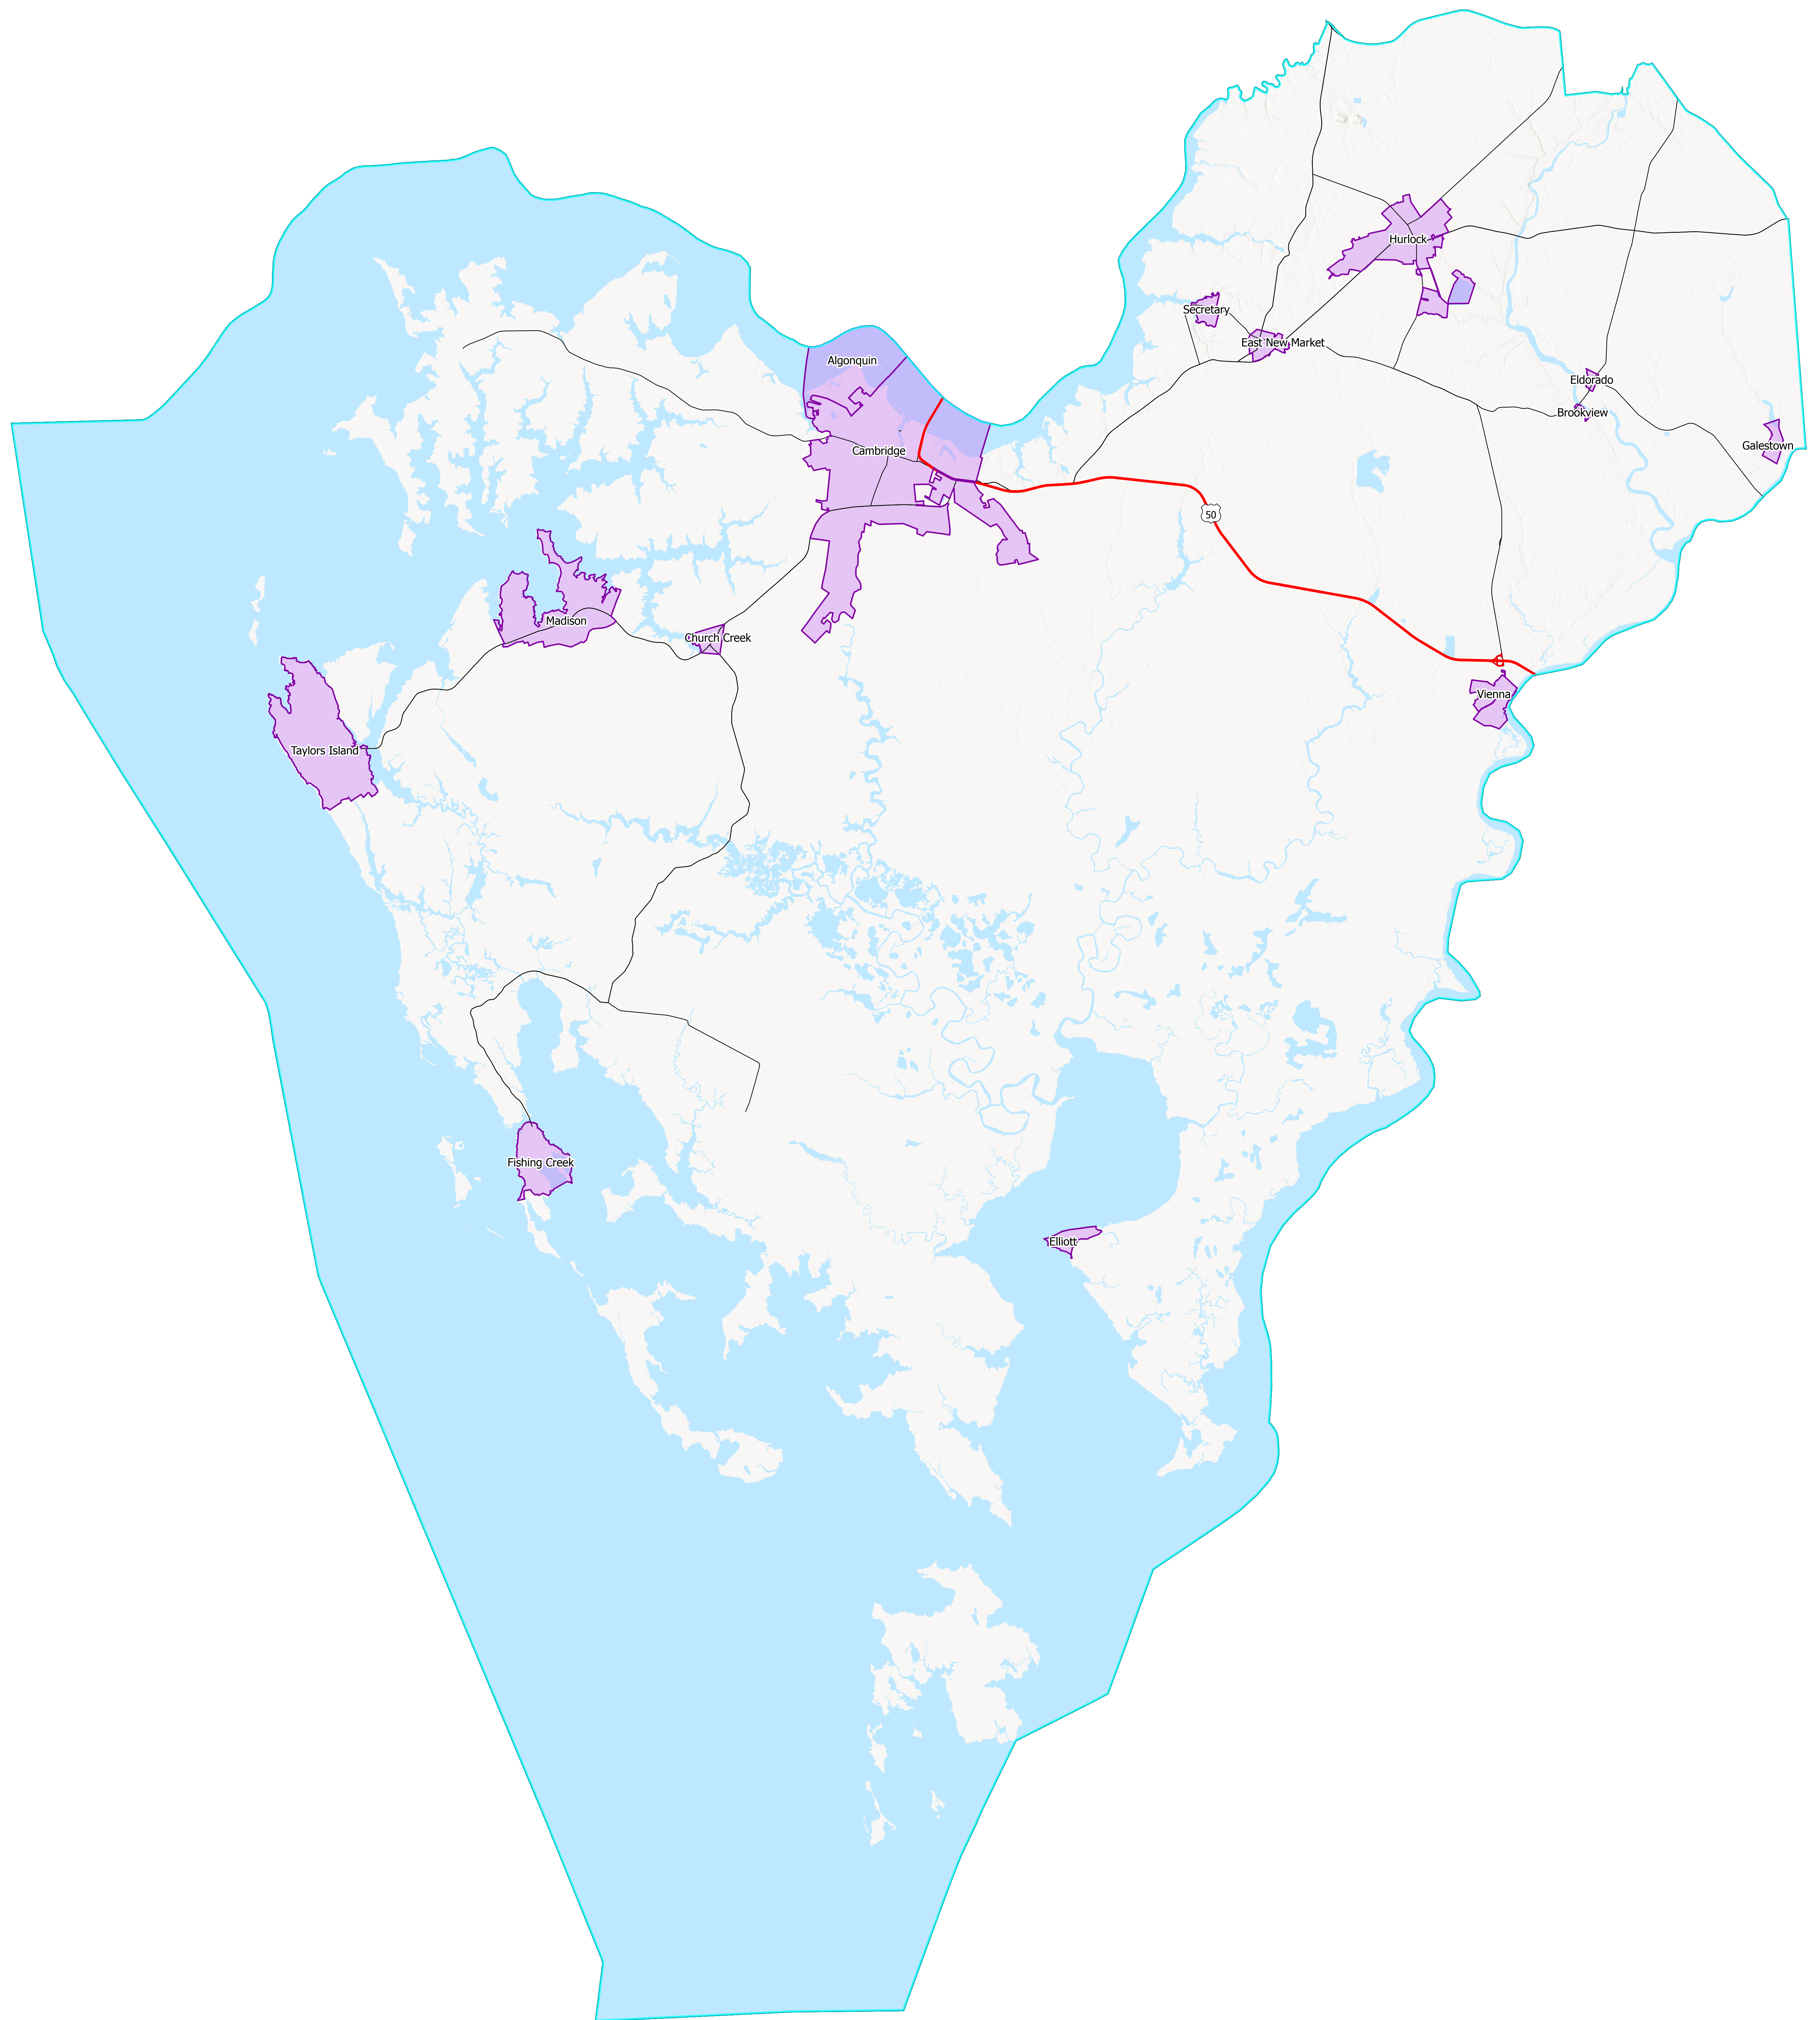 Hurlock
Secretary
East New Market
Algonquin
Eldorado
Brookview
Galestown
Cambridge
50
Madison
Church Creek
Vienna
Taylors Island
Fishing Creek
Elliott